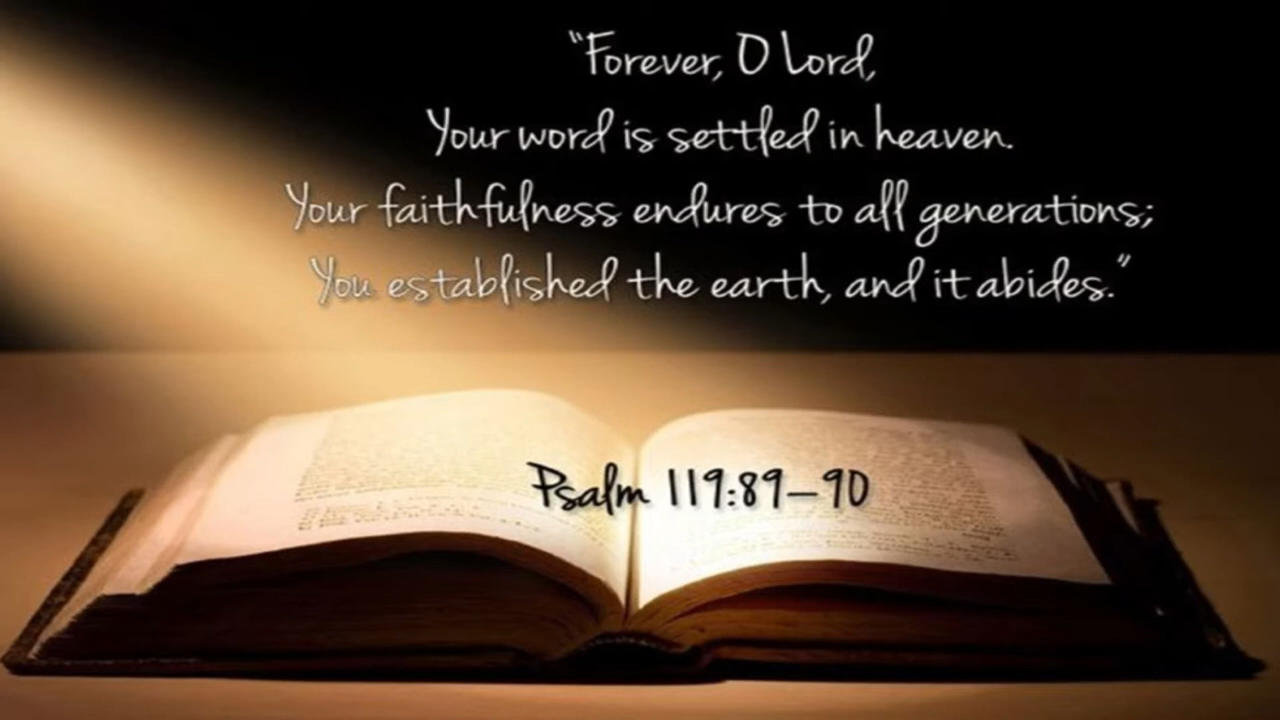 “Forever, O Lord,
Your word is settled in heaven.
Your faithfulness endures to all generations;
You established the earth, and it abides.”
Psalm 119:89–90